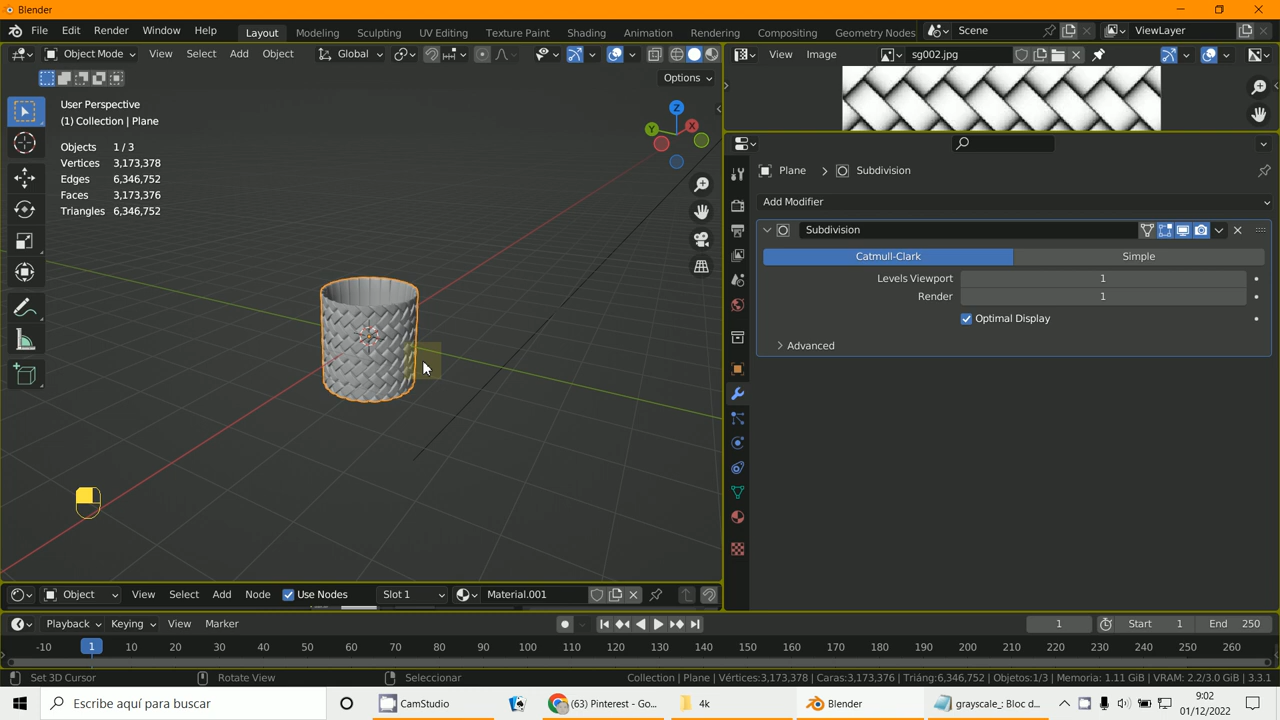 Blender
File Edit Render Window Help Layout Modeling Sculpting UV Editing Texture Paint Shading Animation Rendering Compositing Geometry Nodes Scene ViewLayer
Object Mode View Select Add Object Global View Image sg002.jpg
Options
User Perspective
(1) Collection | Plane
Objects 1 / 3
Vertices 3,173,378
Edges 6,346,752
Faces 3,173,376
Triangles 6,346,752
Z
X
Y
Plane Subdivision
Add Modifier
Subdivision
Catmull-Clark Simple
Levels Viewport 1
Render 1
Optimal Display
Advanced
Object View Select Add Node Use Nodes Slot 1 Material.001
Playback Keying View Marker 1 Start 1 End 250
-10 1 10 20 30 40 50 60 70 80 90 100 110 120 130 140 150 160 170 180 190 200 210 220 230 240 250 260
Set 3D Cursor Rotate View Seleccionar Collection | Plane | Vértices:3,173,378 | Caras:3,173,376 | Triáng:6,346,752 | Objetos:1/3 | Memoria: 1.11 GiB | VRAM: 2.2/3.0 GiB | 3.3.1
Escribe aquí para buscar CamStudio (63) Pinterest - Go... 4k Blender grayscale_: Bloc d... 9:02
01/12/2022